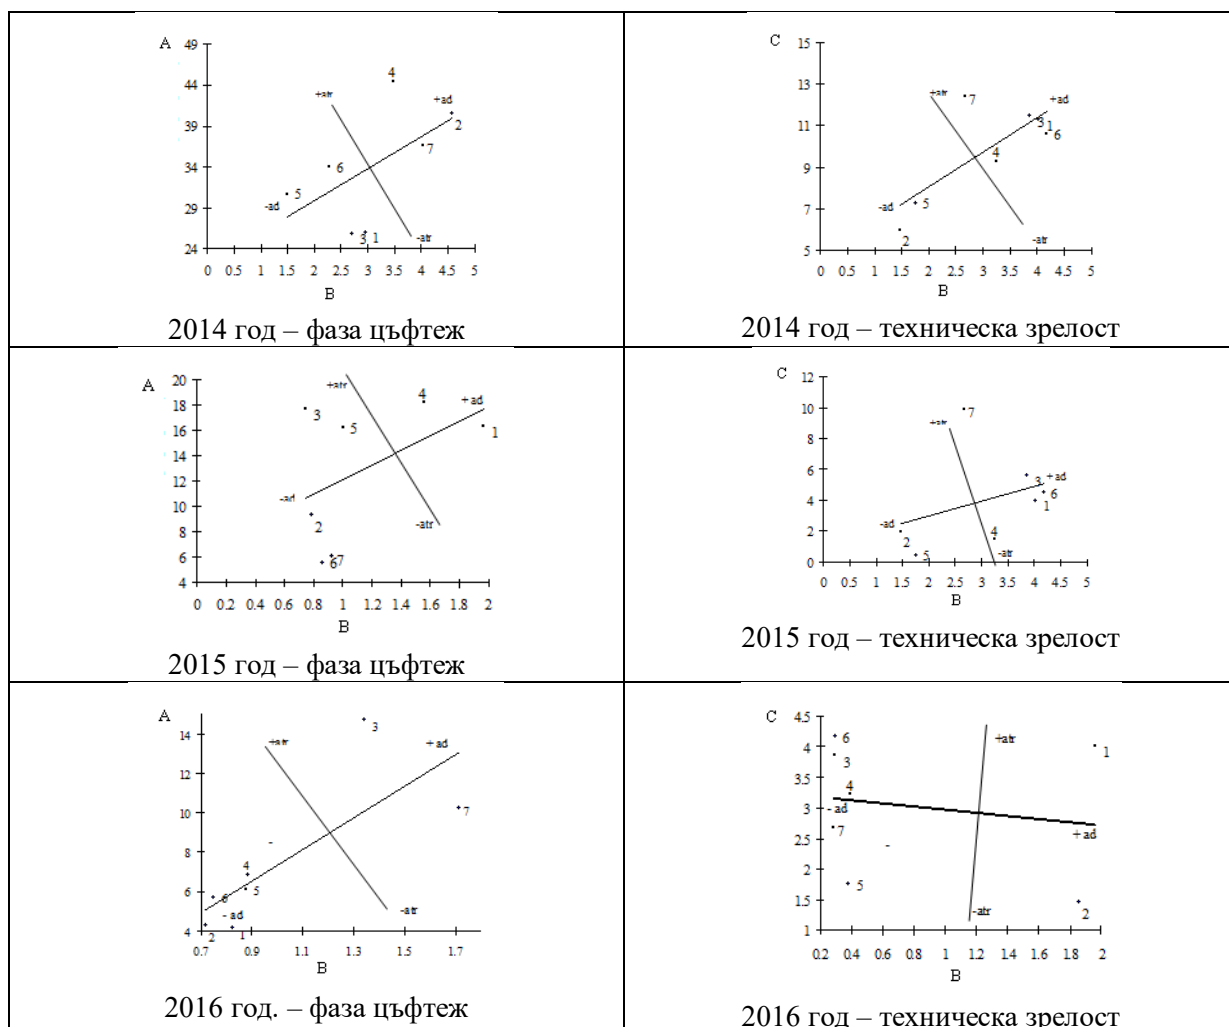 A
49
44
39
34
29
24
+atr
4
+ad
2
7
6
5
-ad
3
1
-atr
0 0.5 1 1.5 2 2.5 3 3.5 4 4.5 5
B
2014 год – фаза цъфтеж
C
15
13
11
9
7
5
+atr
7
+ad
3
1
6
4
-ad
5
2
-atr
0 0.5 1 1.5 2 2.5 3 3.5 4 4.5 5
B
2014 год – техническа зрелост
A
20
18
16
14
12
10
8
6
4
+atr
4
+ad
3
5
1
-ad
2
-atr
6
7
0 0.2 0.4 0.6 0.8 1 1.2 1.4 1.6 1.8 2
B
2015 год – фаза цъфтеж
C
12
10
8
6
4
2
0
7
+atr
3
+ad
6
1
-ad
2
4
5
-atr
0 0.5 1 1.5 2 2.5 3 3.5 4 4.5 5
B
2015 год – техническа зрелост
A
14
12
10
8
6
4
3
+atr
+ ad
7
4
5
6
- ad
2
1
-atr
0.7 0.9 1.1 1.3 1.5 1.7
B
2016 год. – фаза цъфтеж
C
4.5
4
3.5
3
2.5
2
1.5
1
6
3
+atr
1
4
- ad
7
+ ad
5
2
-atr
0.2 0.4 0.6 0.8 1 1.2 1.4 1.6 1.8 2
B
2016 год – техническа зрелост